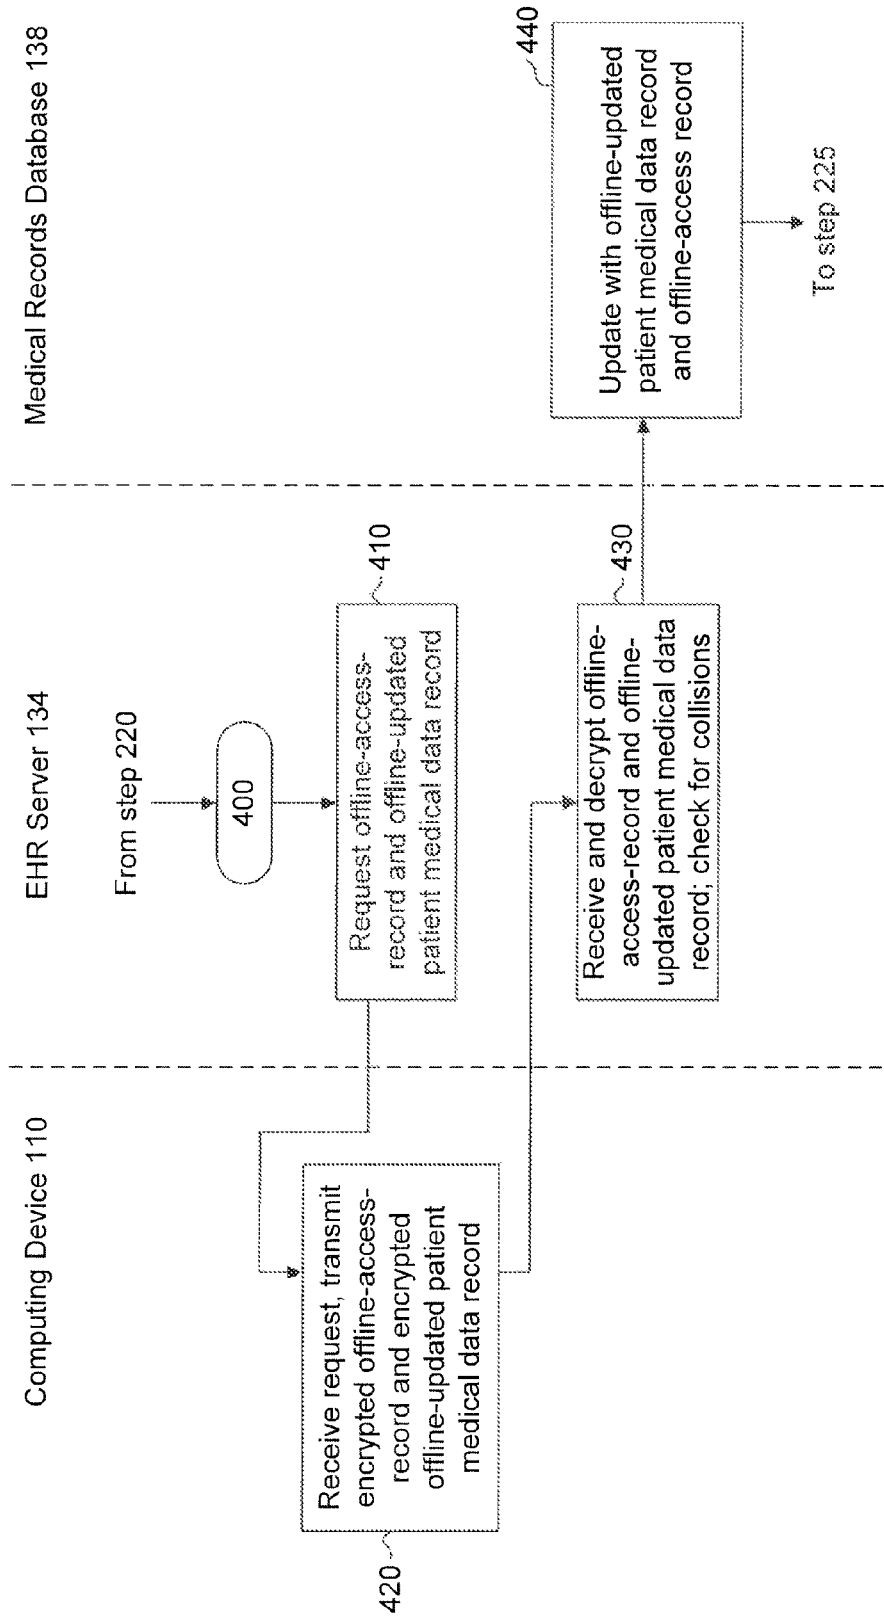 Computing Device 110
EHR Server 134
Medical Records Database 138
From step 220
400
Request offline-access-
record and offline-updated
patient medical data record
410
Receive request, transmit
encrypted offline-access-
record and encrypted
offline-updated patient
medical data record
420
Receive and decrypt offline-
access-record and offline-
updated patient medical data
record; check for collisions
430
Update with offline-updated
patient medical data record
and offline-access record
440
To step 225